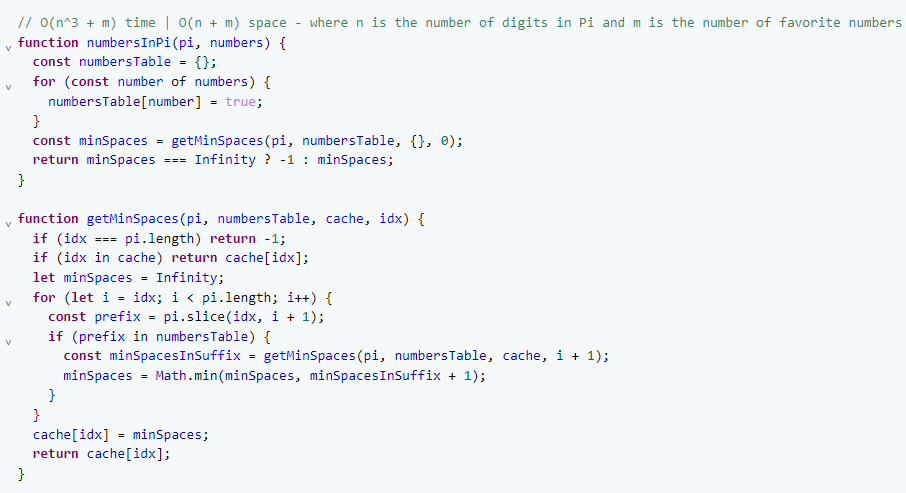 // O(n^3 + m) time | O(n + m) space - where n is the number of digits in Pi and m is the number of favorite numbers
function numbersInPi(pi, numbers) {
  const numbersTable = {};
  for (const number of numbers) {
    numbersTable[number] = true;
  }
  const minSpaces = getMinSpaces(pi, numbersTable, {}, 0);
  return minSpaces === Infinity ? -1 : minSpaces;
}

function getMinSpaces(pi, numbersTable, cache, idx) {
  if (idx === pi.length) return -1;
  if (idx in cache) return cache[idx];
  let minSpaces = Infinity;
  for (let i = idx; i < pi.length; i++) {
    const prefix = pi.slice(idx, i + 1);
    if (prefix in numbersTable) {
      const minSpacesInSuffix = getMinSpaces(pi, numbersTable, cache, i + 1);
      minSpaces = Math.min(minSpaces, minSpacesInSuffix + 1);
    }
  }
  cache[idx] = minSpaces;
  return cache[idx];
}